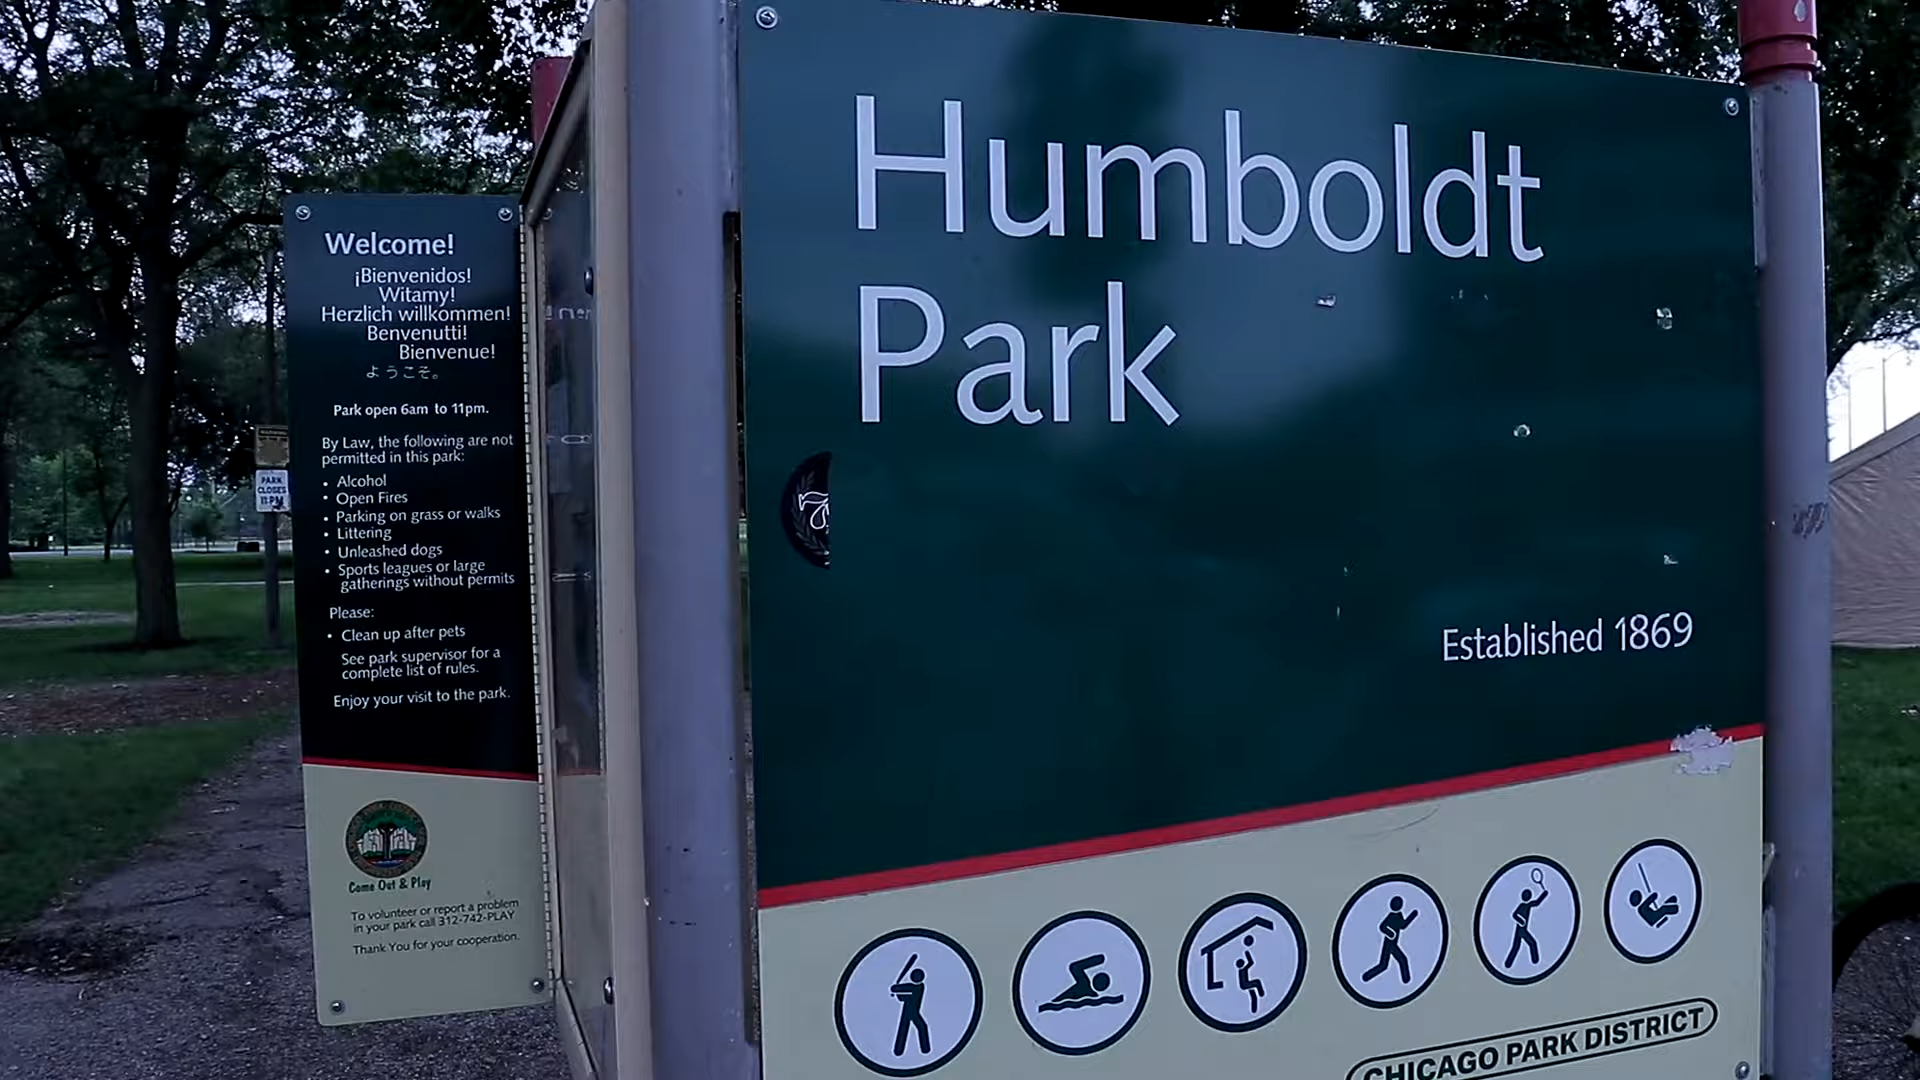 Welcome!
¡Bienvenidos!
Witamy!
Herzlich willkommen!
Benvenutti!
Bienvenue!
ようこそ。
Park open 6am to 11pm.
By Law, the following are not
permitted in this park:
• Alcohol
• Open Fires
• Parking on grass or walks
• Littering
• Unleashed dogs
• Sports leagues or large
gatherings without permits
Please:
• Clean up after pets
See park supervisor for a
complete list of rules.
Enjoy your visit to the park.
Come Out & Play
To volunteer or report a problem
in your park call 312-742-PLAY
Thank You for your cooperation.
PARK
CLOSES
11 PM
Humboldt
Park
Established 1869
CHICAGO PARK DISTRICT